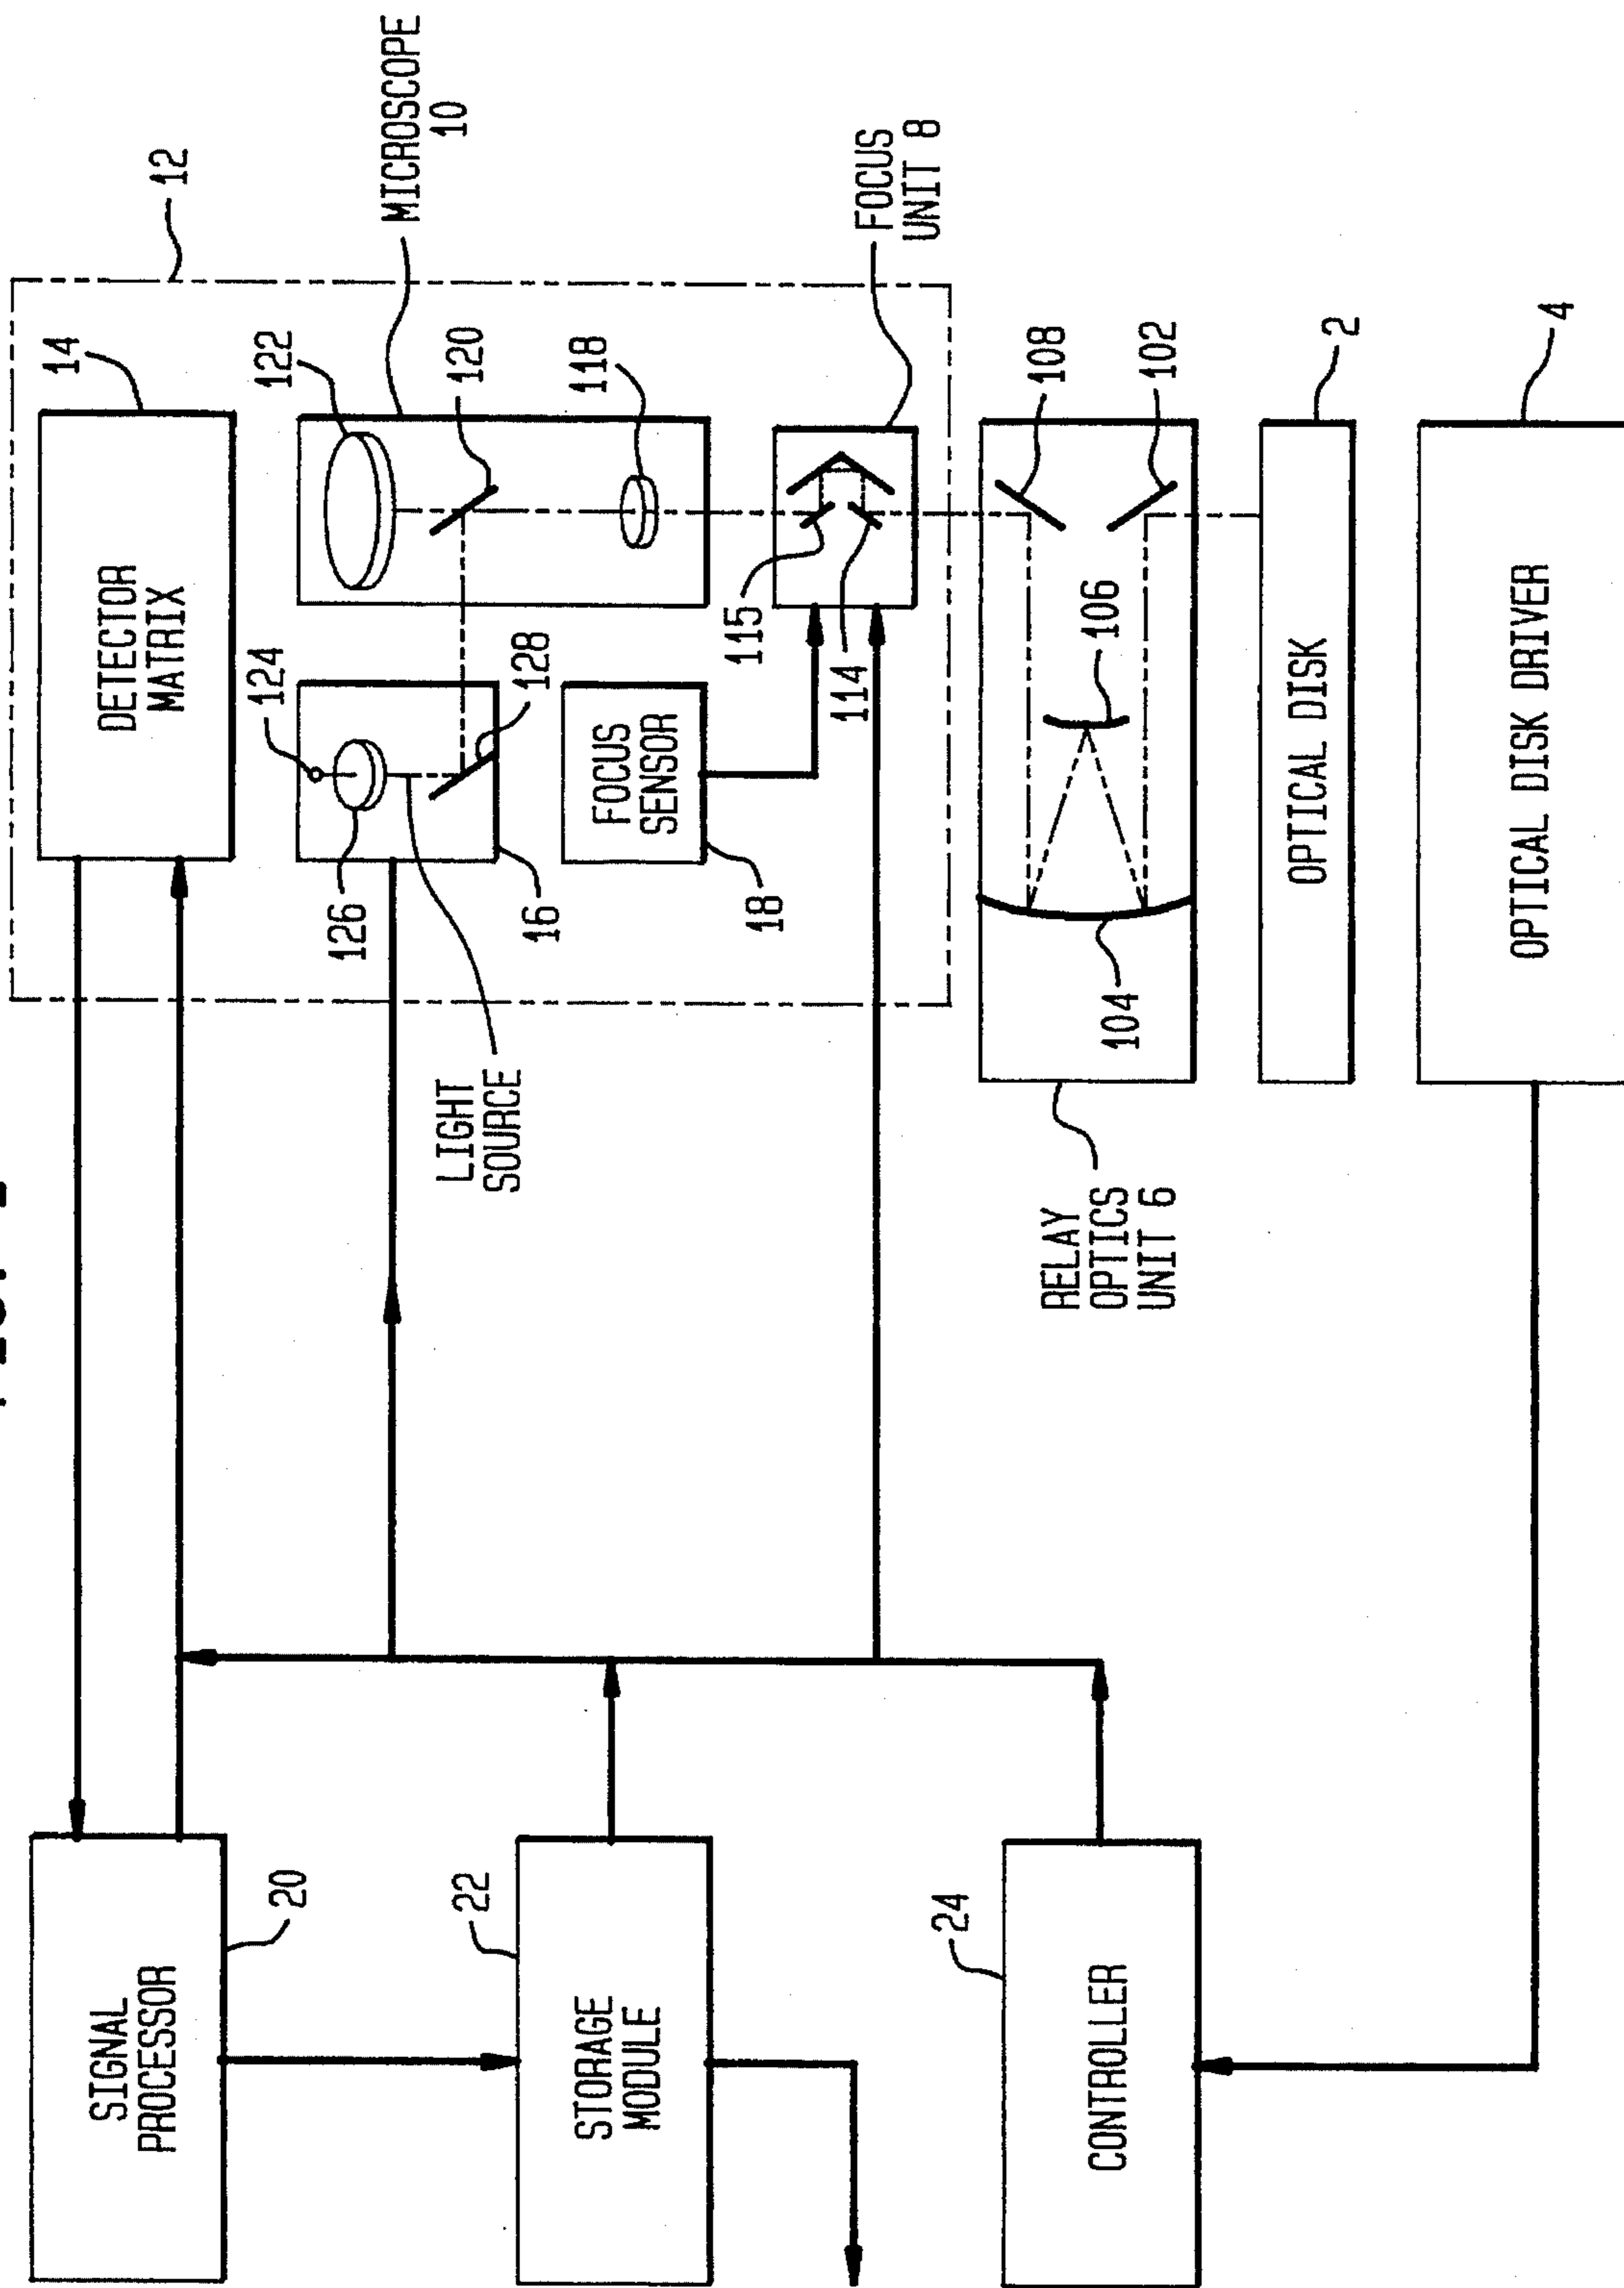 SIGNAL
PROCESSOR
20
STORAGE
MODULE
22
CONTROLLER
24
LIGHT
SOURCE
RELAY
OPTICS
UNIT 6
12
DETECTOR
MATRIX
14
124
126
128
16
FOCUS
SENSOR
18
122
120
118
MICROSCOPE
10
115
114
FOCUS
UNIT 8
104
106
108
102
OPTICAL DISK
2
OPTICAL DISK DRIVER
4